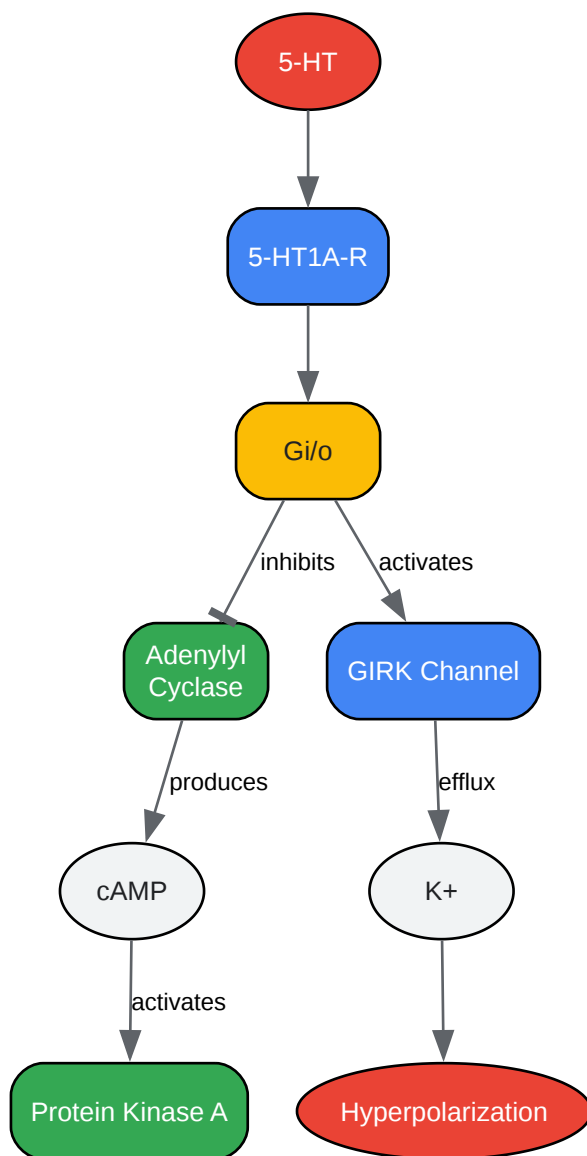 5-HT
5-HT1A-R
Gi/o
inhibits
activates
Adenylyl
Cyclase
GIRK Channel
produces
efflux
cAMP
K+
activates
Protein Kinase A
Hyperpolarization